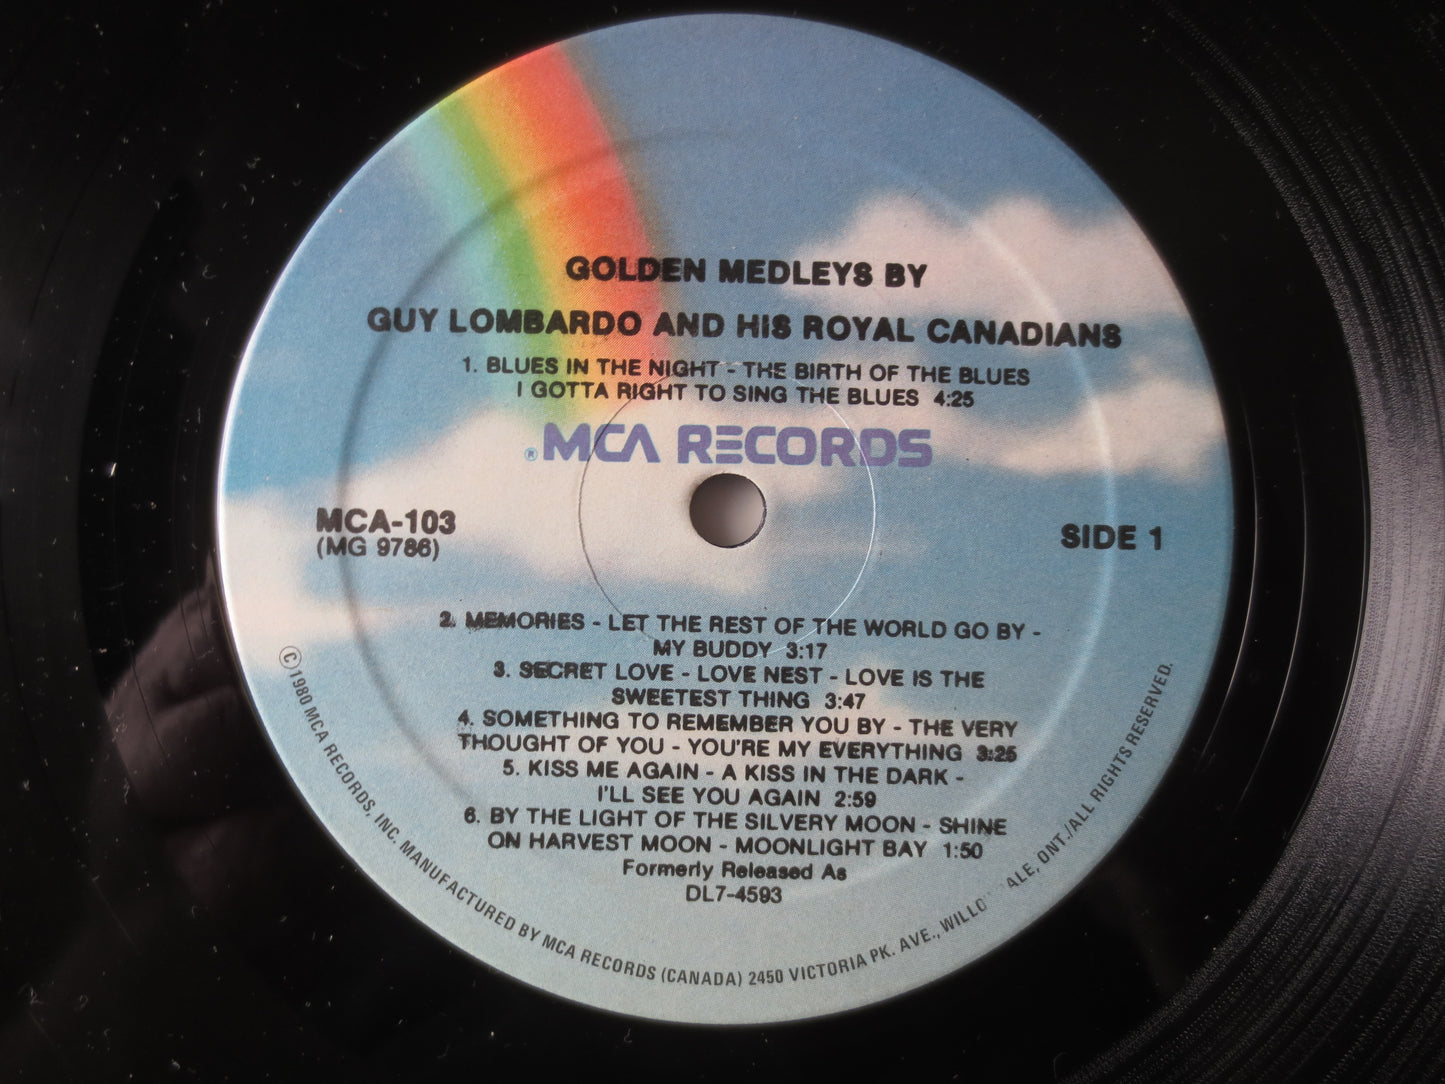 GOLDEN MEDLEYS BY
GUY LOMBARDO AND HIS ROYAL CANADIANS
1. BLUES IN THE NIGHT - THE BIRTH OF THE BLUES
I GOTTA RIGHT TO SING THE BLUES 4:25
® MCA RECORDS
MCA-103
(MG 9786)
SIDE 1
2. MEMORIES - LET THE REST OF THE WORLD GO BY -
MY BUDDY 3:17
3. SECRET LOVE - LOVE NEST - LOVE IS THE
SWEETEST THING 3:47
4. SOMETHING TO REMEMBER YOU BY - THE VERY
THOUGHT OF YOU - YOU'RE MY EVERYTHING 3:25
5. KISS ME AGAIN - A KISS IN THE DARK -
I'LL SEE YOU AGAIN 2:59
6. BY THE LIGHT OF THE SILVERY MOON - SHINE
ON HARVEST MOON - MOONLIGHT BAY 1:50
Formerly Released As
DL7-4593
©1980 MCA RECORDS, INC. MANUFACTURED BY MCA RECORDS (CANADA) 2450 VICTORIA PK. AVE., ONT./ALL RIGHTS RESERVED.